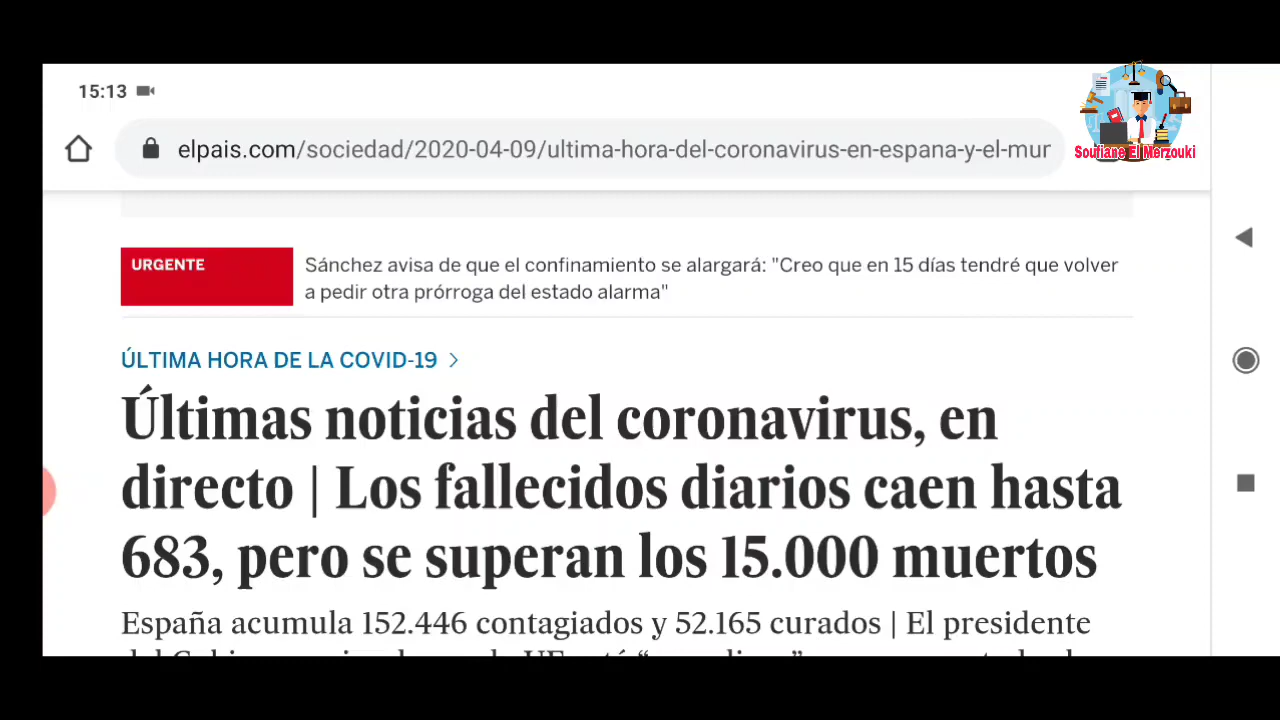 15:13
Soufiane El Merzouki
elpais.com/sociedad/2020-04-09/ultima-hora-del-coronavirus-en-espana-y-el-mur
URGENTE
Sánchez avisa de que el confinamiento se alargará: "Creo que en 15 días tendré que volver
a pedir otra prórroga del estado alarma"
ÚLTIMA HORA DE LA COVID-19
Últimas noticias del coronavirus, en
directo | Los fallecidos diarios caen hasta
683, pero se superan los 15.000 muertos
España acumula 152.446 contagiados y 52.165 curados | El presidente